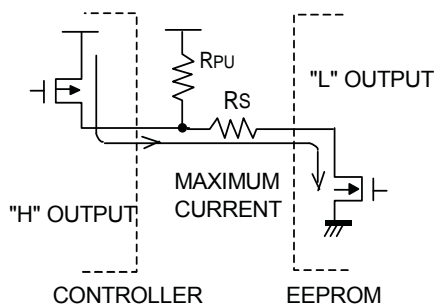 RPU
"L" OUTPUT
RS
MAXIMUM
CURRENT
"H" OUTPUT
CONTROLLER
EEPROM